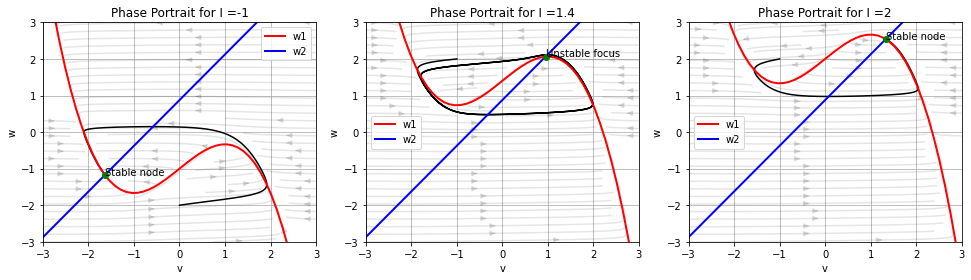 Phase Portrait for I =-1
3
2
1
0
−1
−2
−3
w
w1
w2
Stable node
−3 −2 −1 0 1 2 3
v
Phase Portrait for I =1.4
3
2
1
0
−1
−2
−3
w
Unstable focus
w1
w2
−3 −2 −1 0 1 2 3
v
Phase Portrait for I =2
3
2
1
0
−1
−2
−3
w
Stable node
w1
w2
−3 −2 −1 0 1 2 3
v